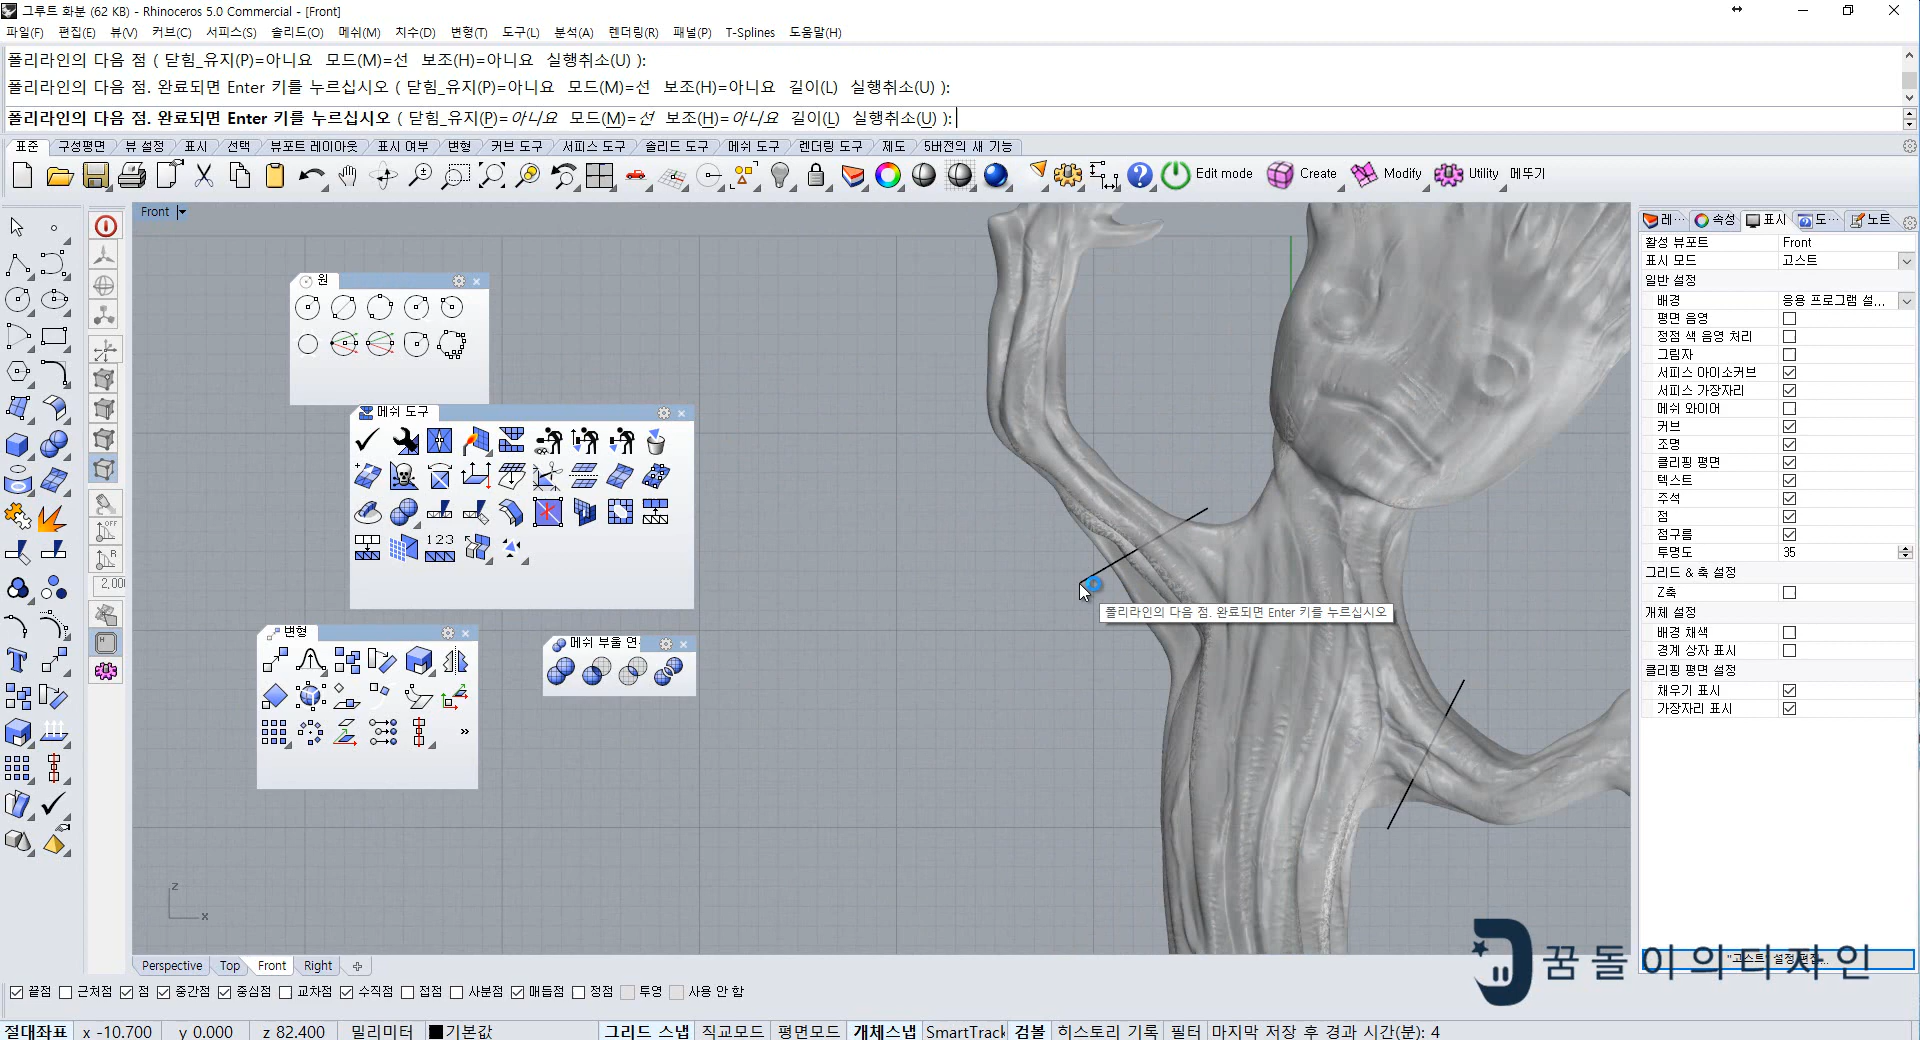 그루트 화분 (62 KB) - Rhinoceros 5.0 Commercial - [Front]
파일(F) 편집(E) 뷰(V) 커브(C) 서피스(S) 솔리드(O) 메쉬(M) 치수(D) 변형(T) 도구(L) 분석(A) 렌더링(R) 패널(P) T-Splines 도움말(H)
폴리라인의 다음 점 ( 닫힘_유지(P)=아니요 모드(M)=선 보조(H)=아니요 실행취소(U) ):
폴리라인의 다음 점. 완료되면 Enter 키를 누르십시오 ( 닫힘_유지(P)=아니요 모드(M)=선 보조(H)=아니요 길이(L) 실행취소(U) ):
폴리라인의 다음 점. 완료되면 Enter 키를 누르십시오 ( 닫힘_유지(P)=아니요 모드(M)=선 보조(H)=아니요 길이(L) 실행취소(U) ):
표준 구성평면 뷰 설정 표시 선택 뷰포트 레이아웃 표시 여부 변형 커브 도구 서피스 도구 솔리드 도구 메쉬 도구 렌더링 도구 제도 5버전의 새 기능
Edit mode Create Modify Utility 메뚜기
Front
레··· 속성 표시 도··· 노트
활성 뷰포트 Front
표시 모드 고스트
일반 설정
배경 응용 프로그램 설...
평면 음영
정점 색 음영 처리
그림자
서피스 아이소커브
서피스 가장자리
메쉬 와이어
커브
조명
클리핑 평면
텍스트
주석
점
점구름
투명도 35
그리드 & 축 설정
Z축
개체 설정
배경 채색
경계 상자 표시
클리핑 평면 설정
채우기 표시
가장자리 표시
"고스트" 설정 편집...
원
메쉬 도구
1 2 3
변형
메쉬 부울 연
»
OFF
R
2,00
H
폴리라인의 다음 점. 완료되면 Enter 키를 누르십시오
z
x
꿈돌이의디자인
Perspective Top Front Right
끝점 근처점 점 중간점 중심점 교차점 수직점 접점 사분점 매듭점 정점 투영 사용 안 함
절대좌표 x -10.700 y 0.000 z 82.400 밀리미터 기본값 그리드 스냅 직교모드 평면모드 개체스냅 SmartTrack 검볼 히스토리 기록 필터 마지막 저장 후 경과 시간(분): 4